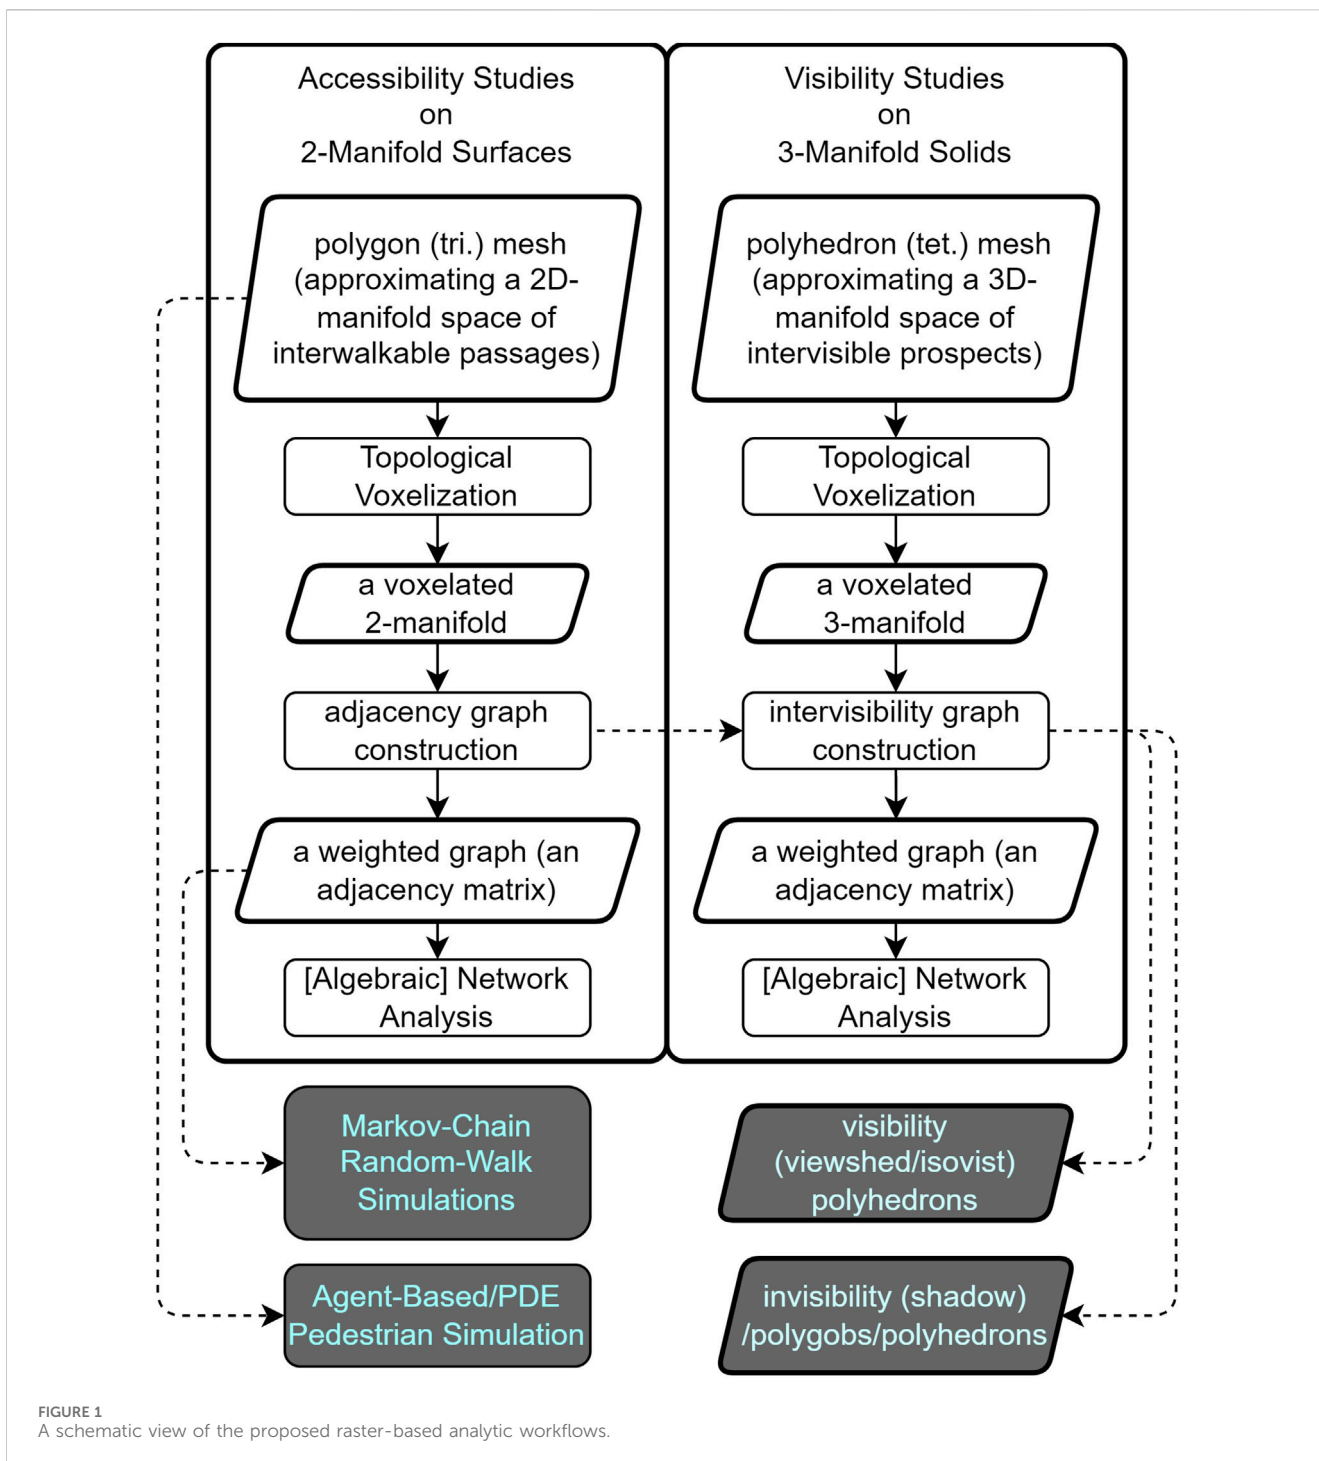 Accessibility Studies
on
2-Manifold Surfaces
polygon (tri.) mesh
(approximating a 2D-
manifold space of
interwalkable passages)
Topological
Voxelization
a voxelated
2-manifold
adjacency graph
construction
a weighted graph (an
adjacency matrix)
[Algebraic] Network
Analysis
Visibility Studies
on
3-Manifold Solids
polyhedron (tet.) mesh
(approximating a 3D-
manifold space of
intervisible prospects)
Topological
Voxelization
a voxelated
3-manifold
intervisibility graph
construction
a weighted graph (an
adjacency matrix)
[Algebraic] Network
Analysis
Markov-Chain
Random-Walk
Simulations
Agent-Based/PDE
Pedestrian Simulation
visibility
(viewshed/isovist)
polyhedrons
invisibility (shadow)
/polygobs/polyhedrons
FIGURE 1
A schematic view of the proposed raster-based analytic workflows.